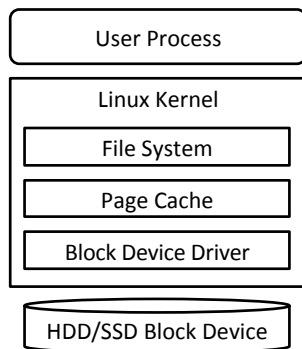 User Process
Linux Kernel
File System
Page Cache
Block Device Driver
HDD/SSD Block Device